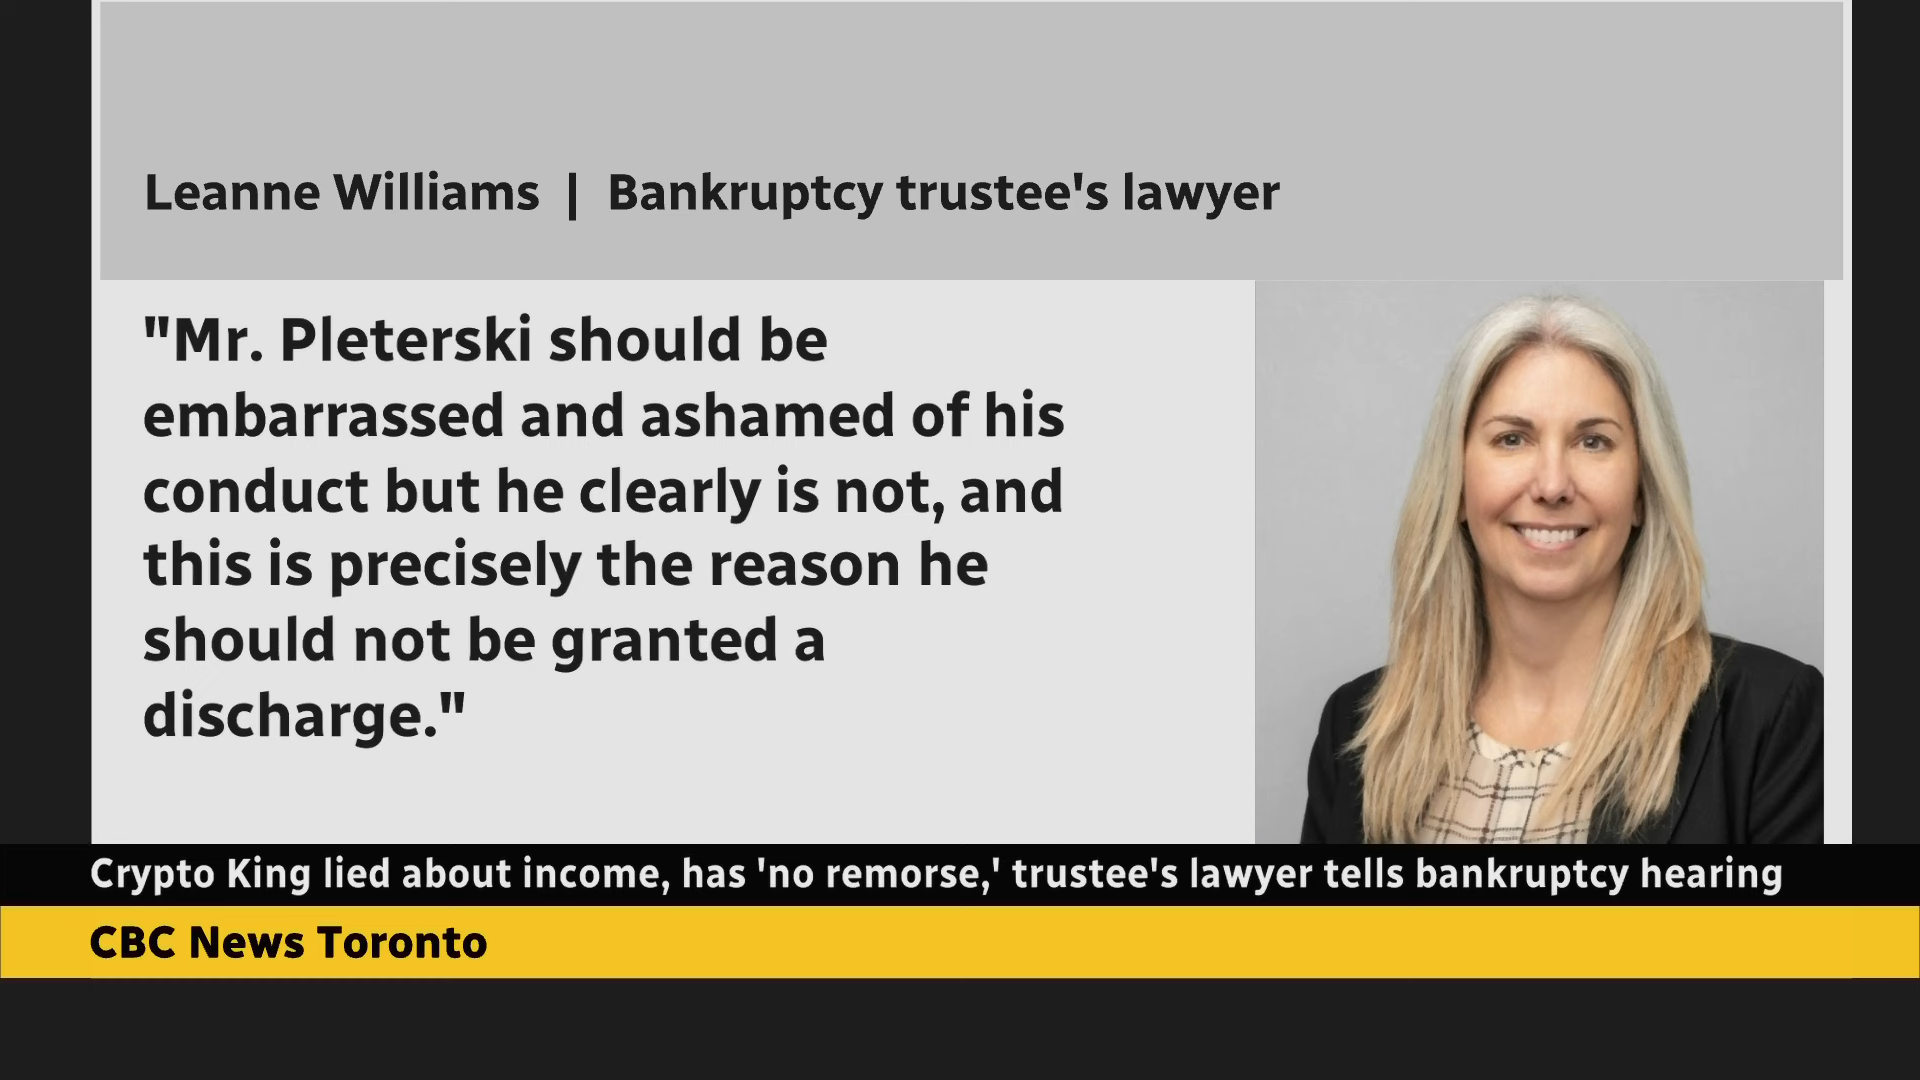 Leanne Williams | Bankruptcy trustee's lawyer
"Mr. Pleterski should be
embarrassed and ashamed of his
conduct but he clearly is not, and
this is precisely the reason he
should not be granted a
discharge."
Crypto King lied about income, has 'no remorse,' trustee's lawyer tells bankruptcy hearing
CBC News Toronto